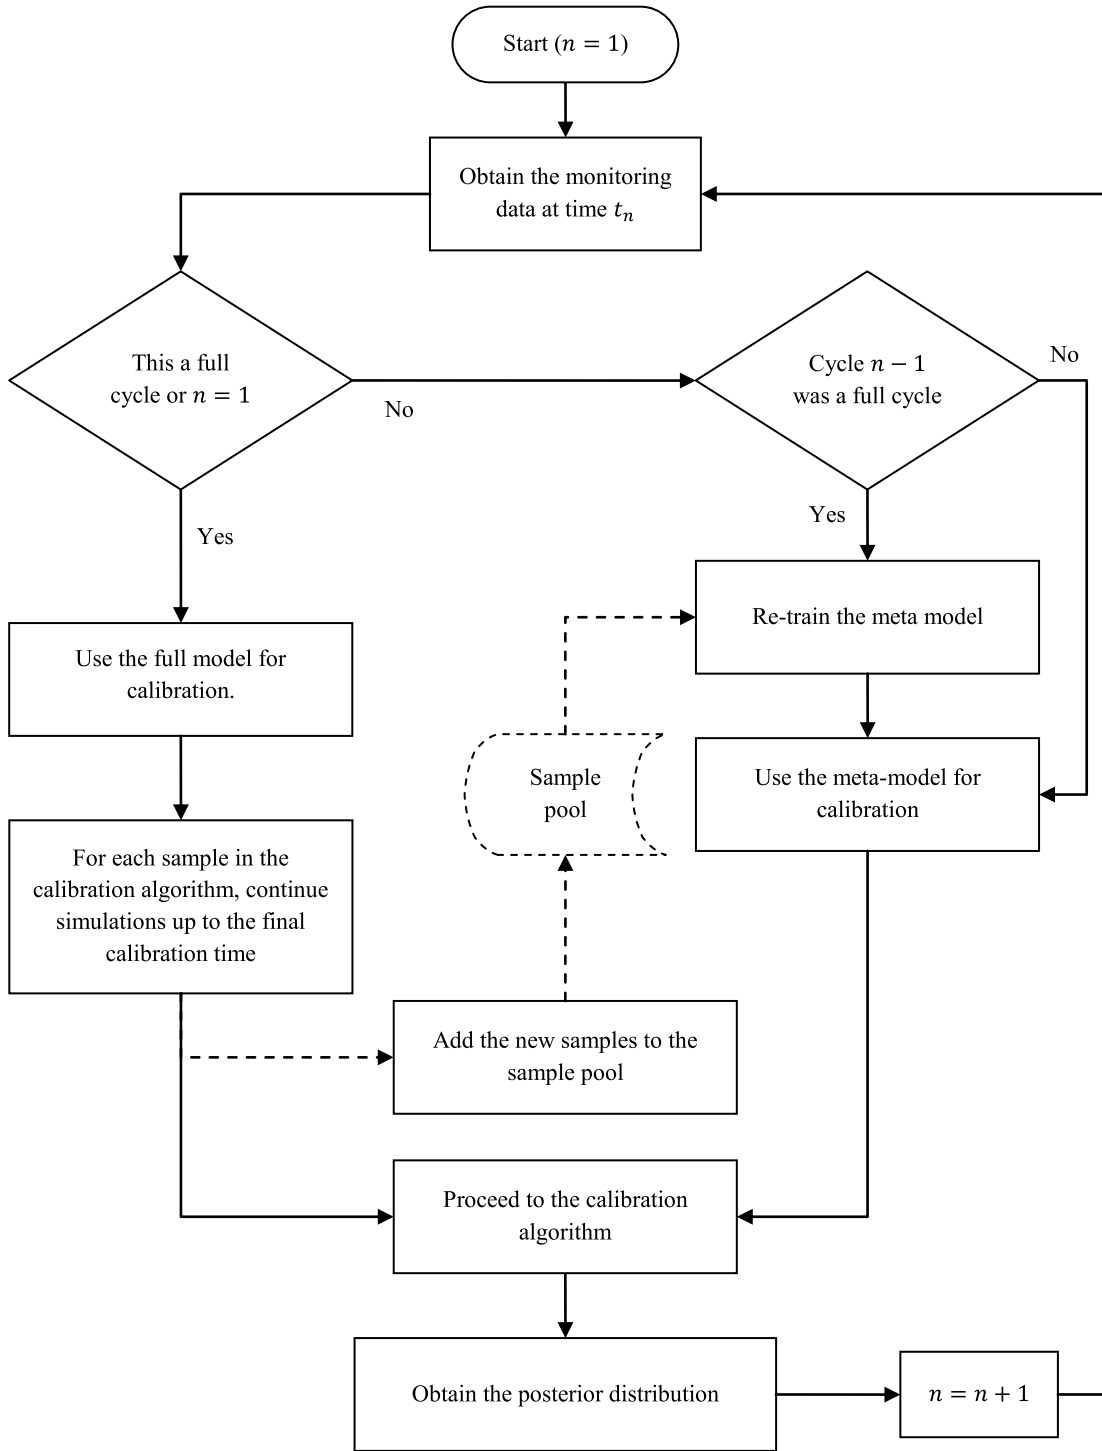 Start (𝑛 = 1)
Obtain the monitoring
data at time 𝑡ₙ
This a full
cycle or 𝑛 = 1
No
Cycle 𝑛 − 1
was a full cycle
No
Yes
Yes
Re-train the meta model
Use the full model for
calibration.
Sample
pool
Use the meta-model for
calibration
For each sample in the
calibration algorithm, continue
simulations up to the final
calibration time
Add the new samples to the
sample pool
Proceed to the calibration
algorithm
Obtain the posterior distribution
𝑛 = 𝑛 + 1